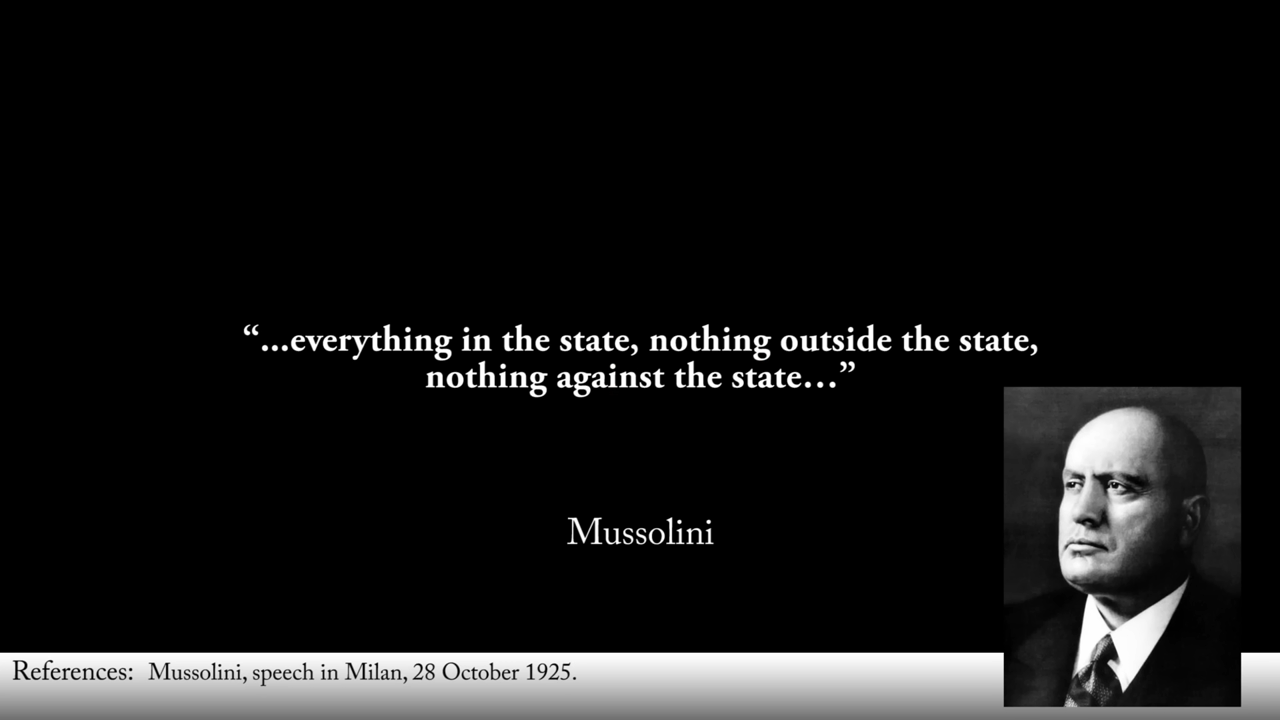 “...everything in the state, nothing outside the state,
nothing against the state…”
Mussolini
References: Mussolini, speech in Milan, 28 October 1925.